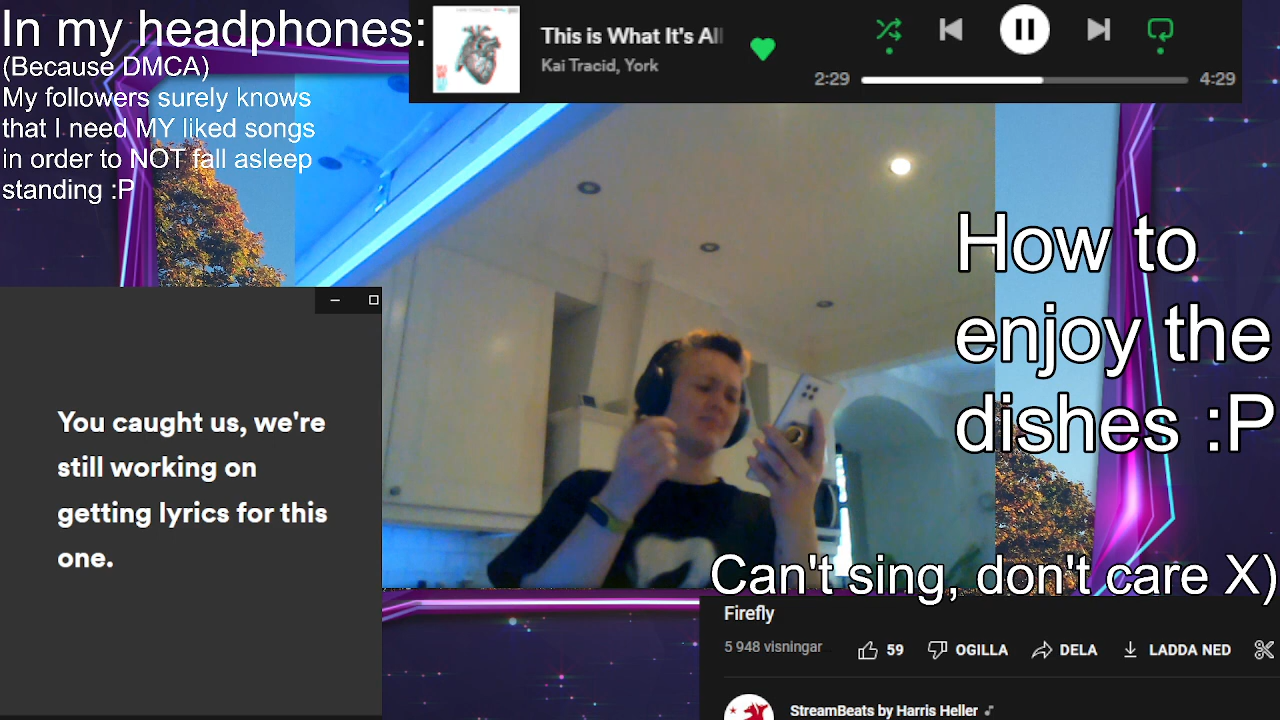 In my headphones:
(Because DMCA)
My followers surely knows
that I need MY liked songs
in order to NOT fall asleep
standing :P
This is What It's Al
Kai Tracid, York
2:29
4:29
How to
enjoy the
dishes :P
You caught us, we're
still working on
getting lyrics for this
one.
Can't sing, don't care X)
Firefly
5 948 visningar
59
OGILLA
DELA
LADDA NED
StreamBeats by Harris Heller